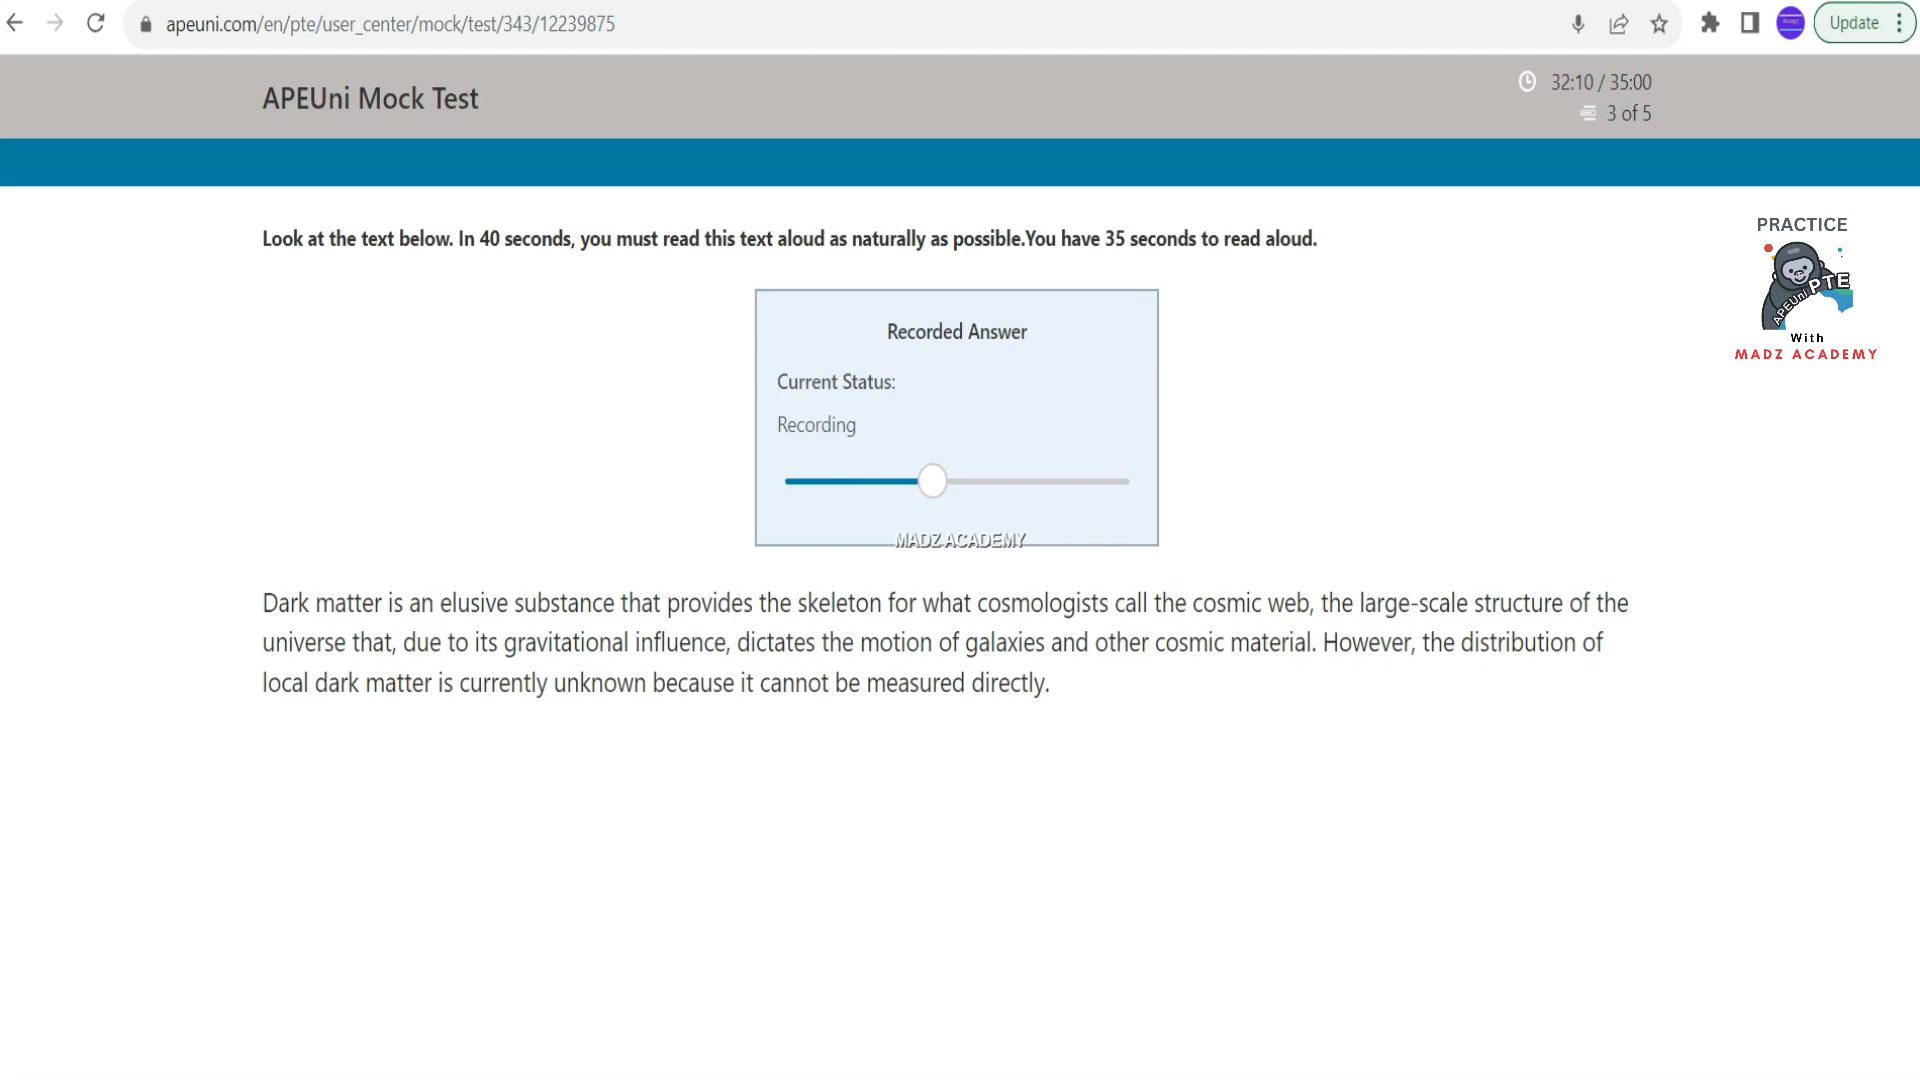 apeuni.com/en/pte/user_center/mock/test/343/12239875
Update
APEUni Mock Test
32:10 / 35:00
3 of 5
Look at the text below. In 40 seconds, you must read this text aloud as naturally as possible.You have 35 seconds to read aloud.
PRACTICE
APEUni PTE
With
MADZ ACADEMY
Recorded Answer
Current Status:
Recording
MADZ ACADEMY
Dark matter is an elusive substance that provides the skeleton for what cosmologists call the cosmic web, the large-scale structure of the
universe that, due to its gravitational influence, dictates the motion of galaxies and other cosmic material. However, the distribution of
local dark matter is currently unknown because it cannot be measured directly.